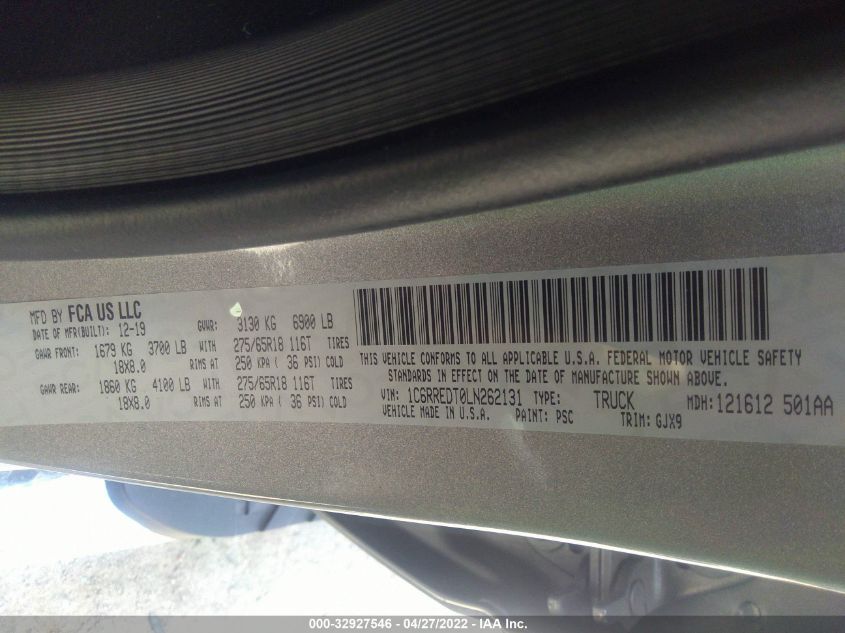 MFD BY FCA US LLC
DATE OF MFR(BUILT): 12-19 GVWR: 3130 KG 6900 LB
GAWR FRONT: 1679 KG 3700 LB WITH 275/65R18 116T TIRES
18X8.0 RIMS AT 250 KPA ( 36 PSI) COLD
GAWR REAR: 1860 KG 4100 LB WITH 275/65R18 116T TIRES
18X8.0 RIMS AT 250 KPA ( 36 PSI) COLD
THIS VEHICLE CONFORMS TO ALL APPLICABLE U.S.A. FEDERAL MOTOR VEHICLE SAFETY
STANDARDS IN EFFECT ON THE DATE OF MANUFACTURE SHOWN ABOVE.
VIN: 1C6RREDT0LN262131 TYPE: TRUCK MDH: 121612 501AA
VEHICLE MADE IN U.S.A. PAINT: PSC TRIM: GJX9
000-32927546 - 04/27/2022 - IAA Inc.